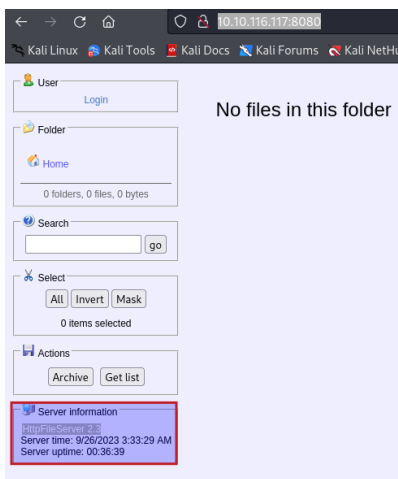 10.10.116.117:8080
Kali Linux Kali Tools Kali Docs Kali Forums Kali NetHu
User
Login
No files in this folder
Folder
Home
0 folders, 0 files, 0 bytes
Search
go
Select
All Invert Mask
0 items selected
Actions
Archive Get list
Server information
HttpFileServer 2.3
Server time: 9/26/2023 3:33:29 AM
Server uptime: 00:36:39